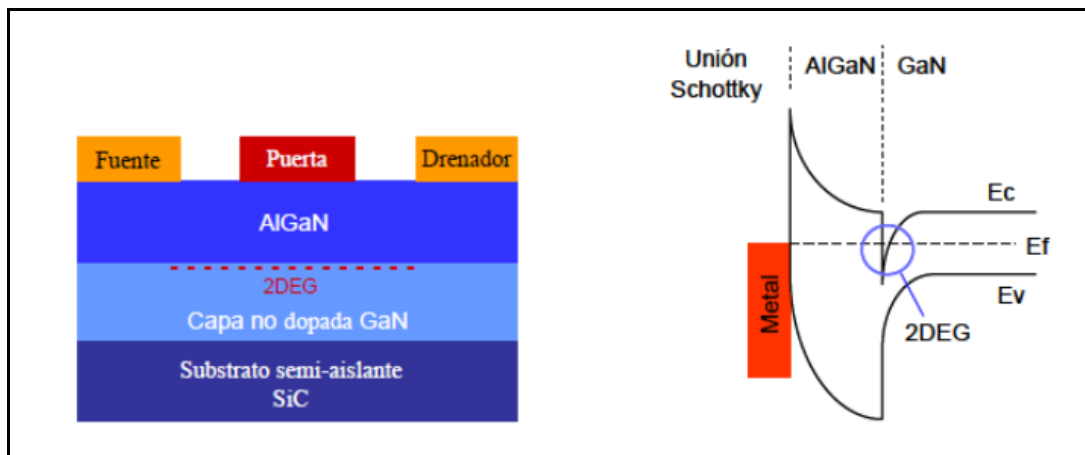 Fuente
Puerta
Drenador
AlGaN
2DEG
Capa no dopada GaN
Substrato semi-aislante
SiC
Unión
Schottky
AlGaN
GaN
Ec
Ef
Ev
Metal
2DEG